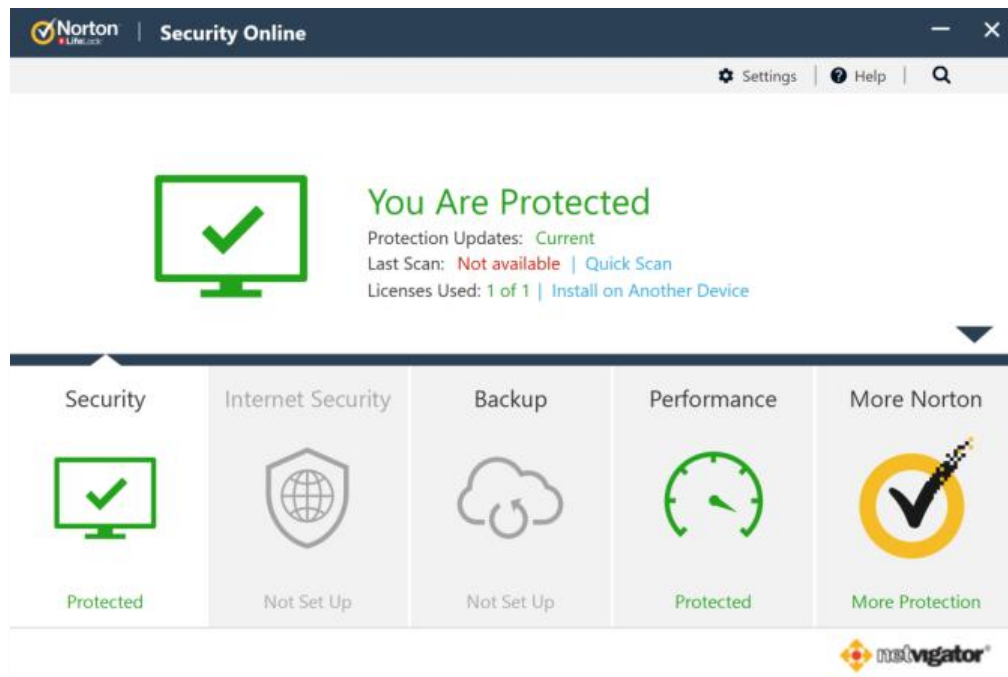 Norton | Security Online
LifeLock
Settings | Help |
You Are Protected
Protection Updates: Current
Last Scan: Not available | Quick Scan
Licenses Used: 1 of 1 | Install on Another Device
Security
Internet Security
Backup
Performance
More Norton
Protected
Not Set Up
Not Set Up
Protected
More Protection
netvigator